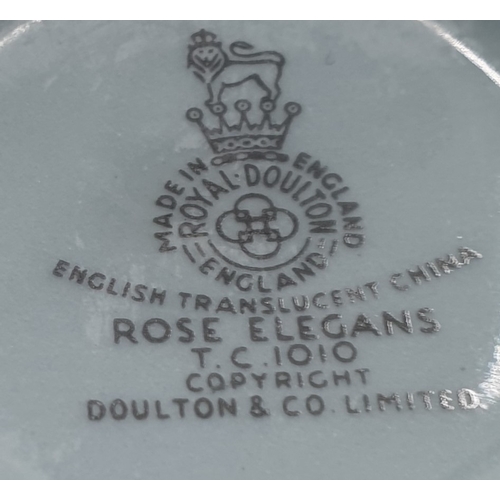 MADE IN ENGLAND
ROYAL·DOULTON
ENGLAND
ENGLISH TRANSLUCENT CHINA
ROSE ELEGANS
T.C.1010
COPYRIGHT
DOULTON & CO. LIMITED